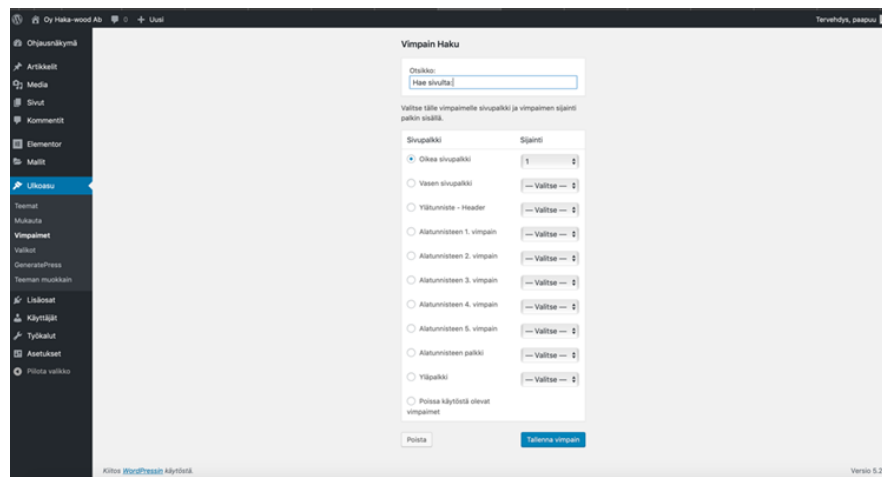 Oy Haka-wood Ab 0 + Uusi Tervehdys, paapuu
Ohjausnäkymä
Artikkelit
Media
Sivut
Kommentit
Elementor
Mallit
Ulkoasu
Teemat
Mukauta
Vimpaimet
Valikot
GeneratePress
Teeman muokkain
Lisäosat
Käyttäjät
Työkalut
Asetukset
Piilota valikko
Vimpain Haku
Otsikko:
Hae sivulta:
Valitse tälle vimpaimelle sivupalkki ja vimpaimen sijainti
palkin sisällä.
Sivupalkki Sijainti
Oikea sivupalkki 1
Vasen sivupalkki — Valitse —
Ylätunniste - Header — Valitse —
Alatunnisteen 1. vimpain — Valitse —
Alatunnisteen 2. vimpain — Valitse —
Alatunnisteen 3. vimpain — Valitse —
Alatunnisteen 4. vimpain — Valitse —
Alatunnisteen 5. vimpain — Valitse —
Alatunnisteen palkki — Valitse —
Yläpalkki — Valitse —
Poissa käytöstä olevat
vimpaimet
Poista Tallenna vimpain
Kiitos WordPressin käytöstä. Versio 5.2